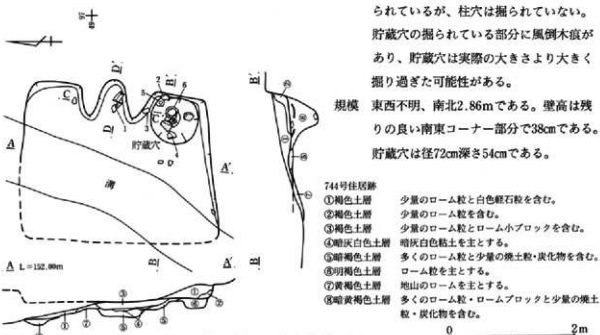 られているが、柱穴は掘られていない。
貯蔵穴の掘られている部分に風倒木痕が
あり、貯蔵穴は実際の大きさより大きく
掘り過ぎた可能性がある。
規模 東西不明、南北2.86mである。壁高は残
りの良い南東コーナー部分で38cmである。
貯蔵穴は径72cm深さ54cmである。
744号住居跡
①褐色土層 少量のローム粒と白色軽石粒を含む。
②褐色土層 少量のローム粒を含む。
③褐色土層 少量のローム粒とローム小ブロックを含む。
④暗灰白色土層 暗灰白色粘土を主とする。
⑤暗褐色土層 多くのローム粒と少量の焼土粒・炭化物を含む。
⑥明褐色土層 ローム粒を主とする。
⑦黄褐色土層 地山のロームを主とする。
⑧暗黄褐色土層 多くのローム粒・ロームブロックと少量の焼土
粒・炭化物を含む。
0 2m
貯蔵穴
溝
A A'
B B'
C
D D'
A L=152.00m A'